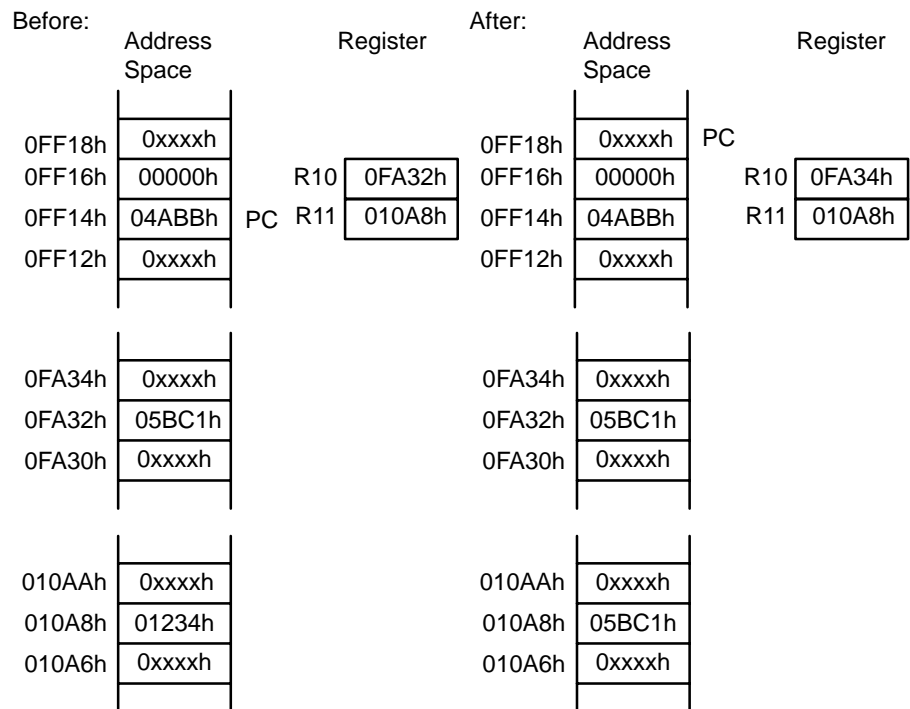 Before:
Address Space
Register
0FF18h 0xxxxh
0FF16h 00000h
0FF14h 04ABBh PC
0FF12h 0xxxxh
R10 0FA32h
R11 010A8h
0FA34h 0xxxxh
0FA32h 05BC1h
0FA30h 0xxxxh
010AAh 0xxxxh
010A8h 01234h
010A6h 0xxxxh
After:
Address Space
Register
0FF18h 0xxxxh PC
0FF16h 00000h
0FF14h 04ABBh
0FF12h 0xxxxh
R10 0FA34h
R11 010A8h
0FA34h 0xxxxh
0FA32h 05BC1h
0FA30h 0xxxxh
010AAh 0xxxxh
010A8h 05BC1h
010A6h 0xxxxh